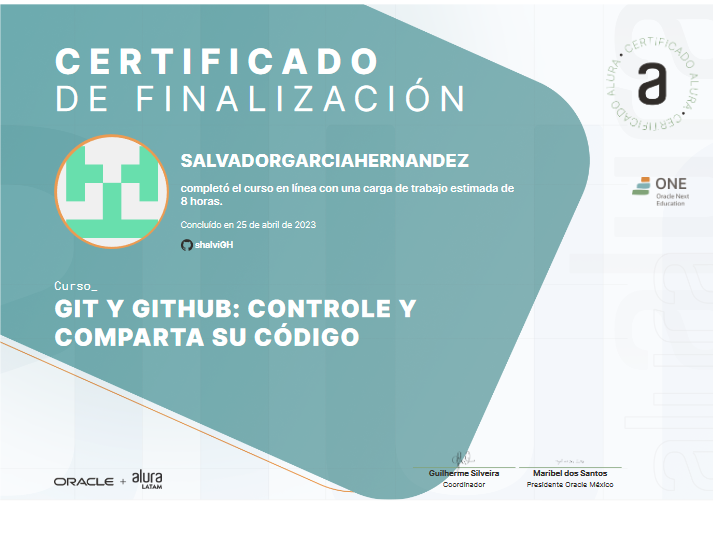 CERTIFICADO
DE FINALIZACIÓN
ALURA • CERTIFICADO ALURA • CERTIFICADO
a
SALVADORGARCIAHERNANDEZ
completó el curso en línea con una carga de trabajo estimada de
8 horas.
Concluído en 25 de abril de 2023
shalviGH
ONE
Oracle Next
Education
Curso_
GIT Y GITHUB: CONTROLE Y
COMPARTA SU CÓDIGO
ORACLE + alura
LATAM
Guilherme Silveira
Coordinador
Maribel dos Santos
Presidente Oracle México